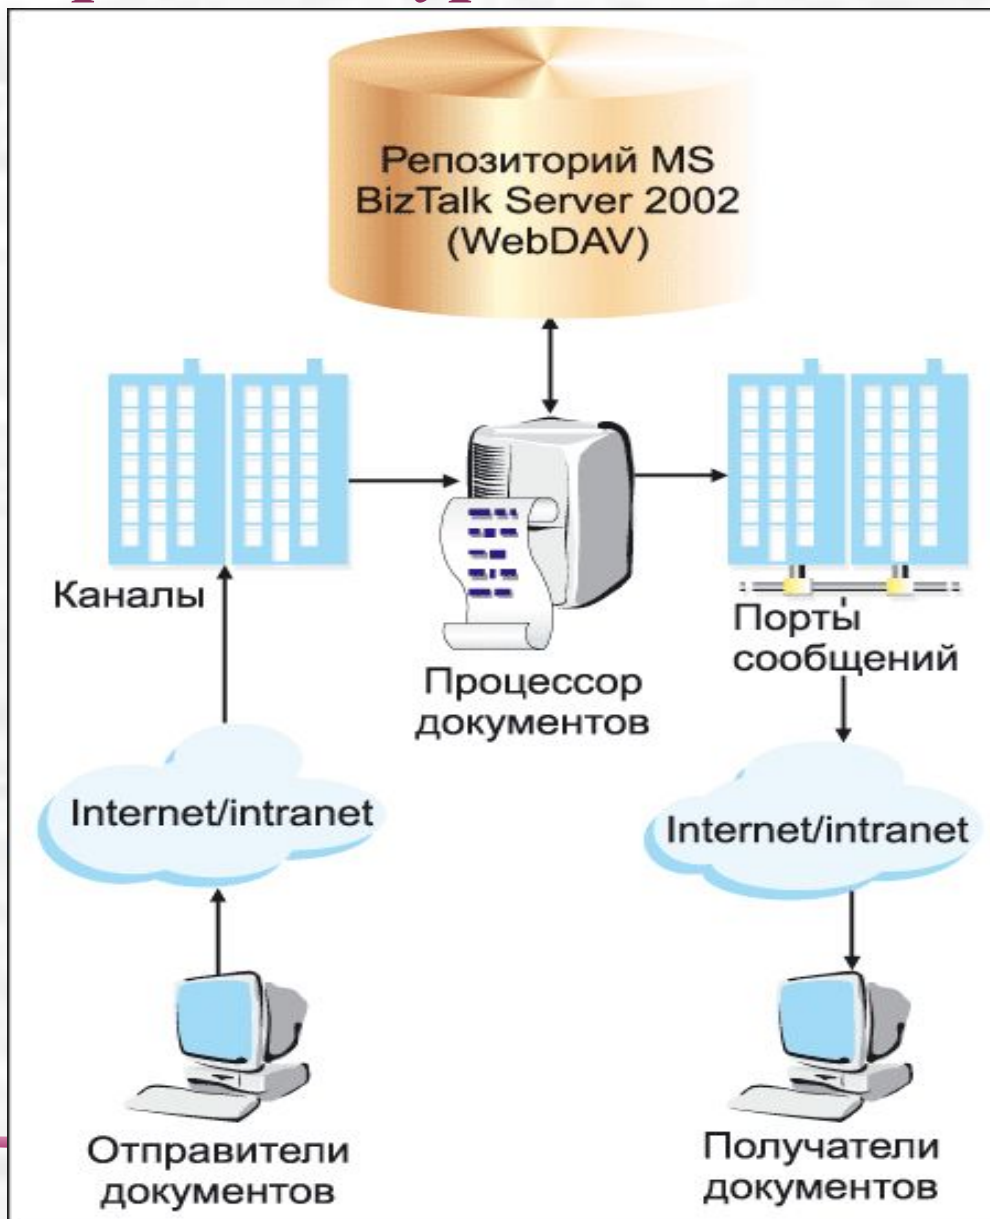 Репозиторий MS
BizTalk Server 2002
(WebDAV)
Каналы
Порты
сообщений
Процессор
документов
Internet/intranet
Internet/intranet
Отправители
документов
Получатели
документов